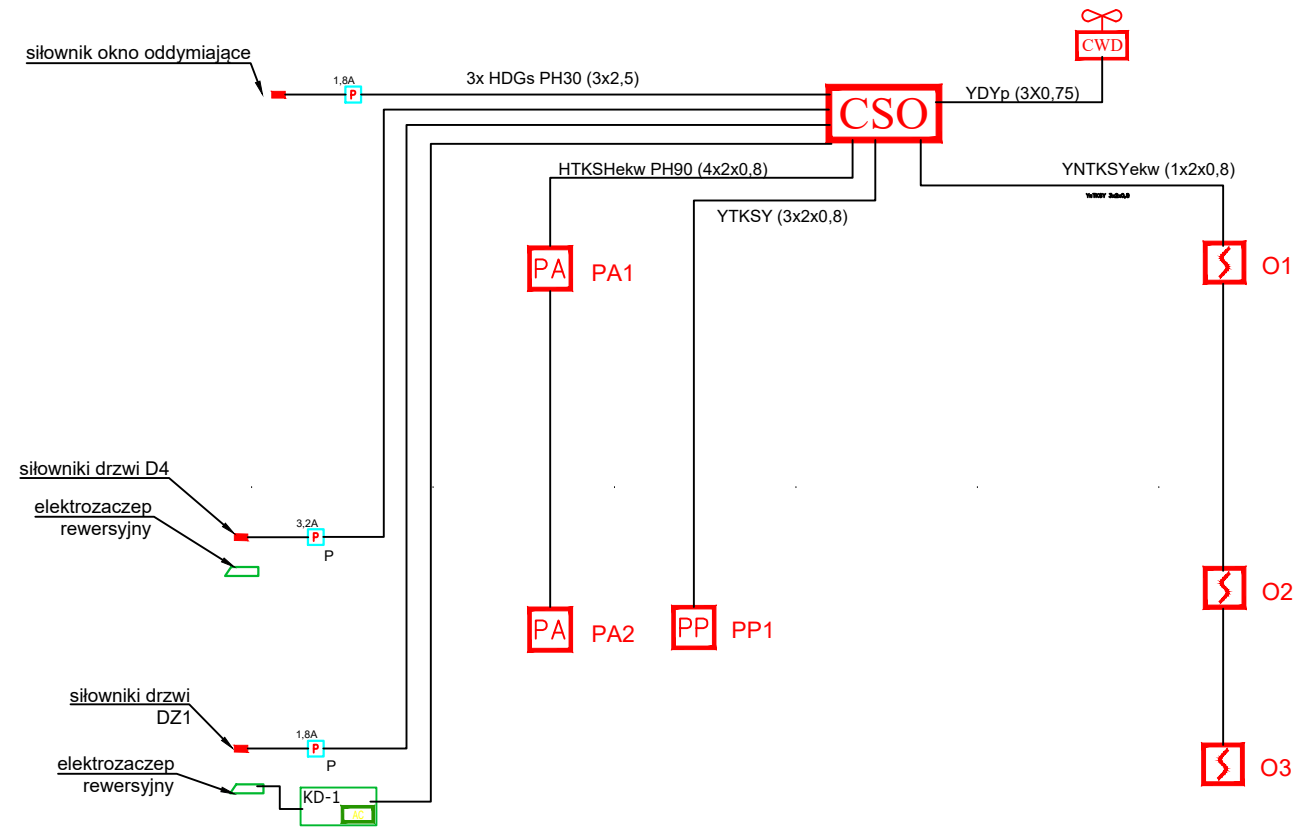 siłownik okno oddymiające
1,8A
P
3x HDGs PH30 (3x2,5)
CSO
CWD
YDYp (3X0,75)
HTKSHekw PH90 (4x2x0,8)
YTKSY (3x2x0,8)
YNTKSYekw (1x2x0,8)
PA
PA1
O1
siłowniki drzwi D4
elektrozaczep
rewersyjny
3,2A
P
P
O2
PA
PA2
PP
PP1
siłowniki drzwi
DZ1
1,8A
P
P
elektrozaczep
rewersyjny
KD-1
O3